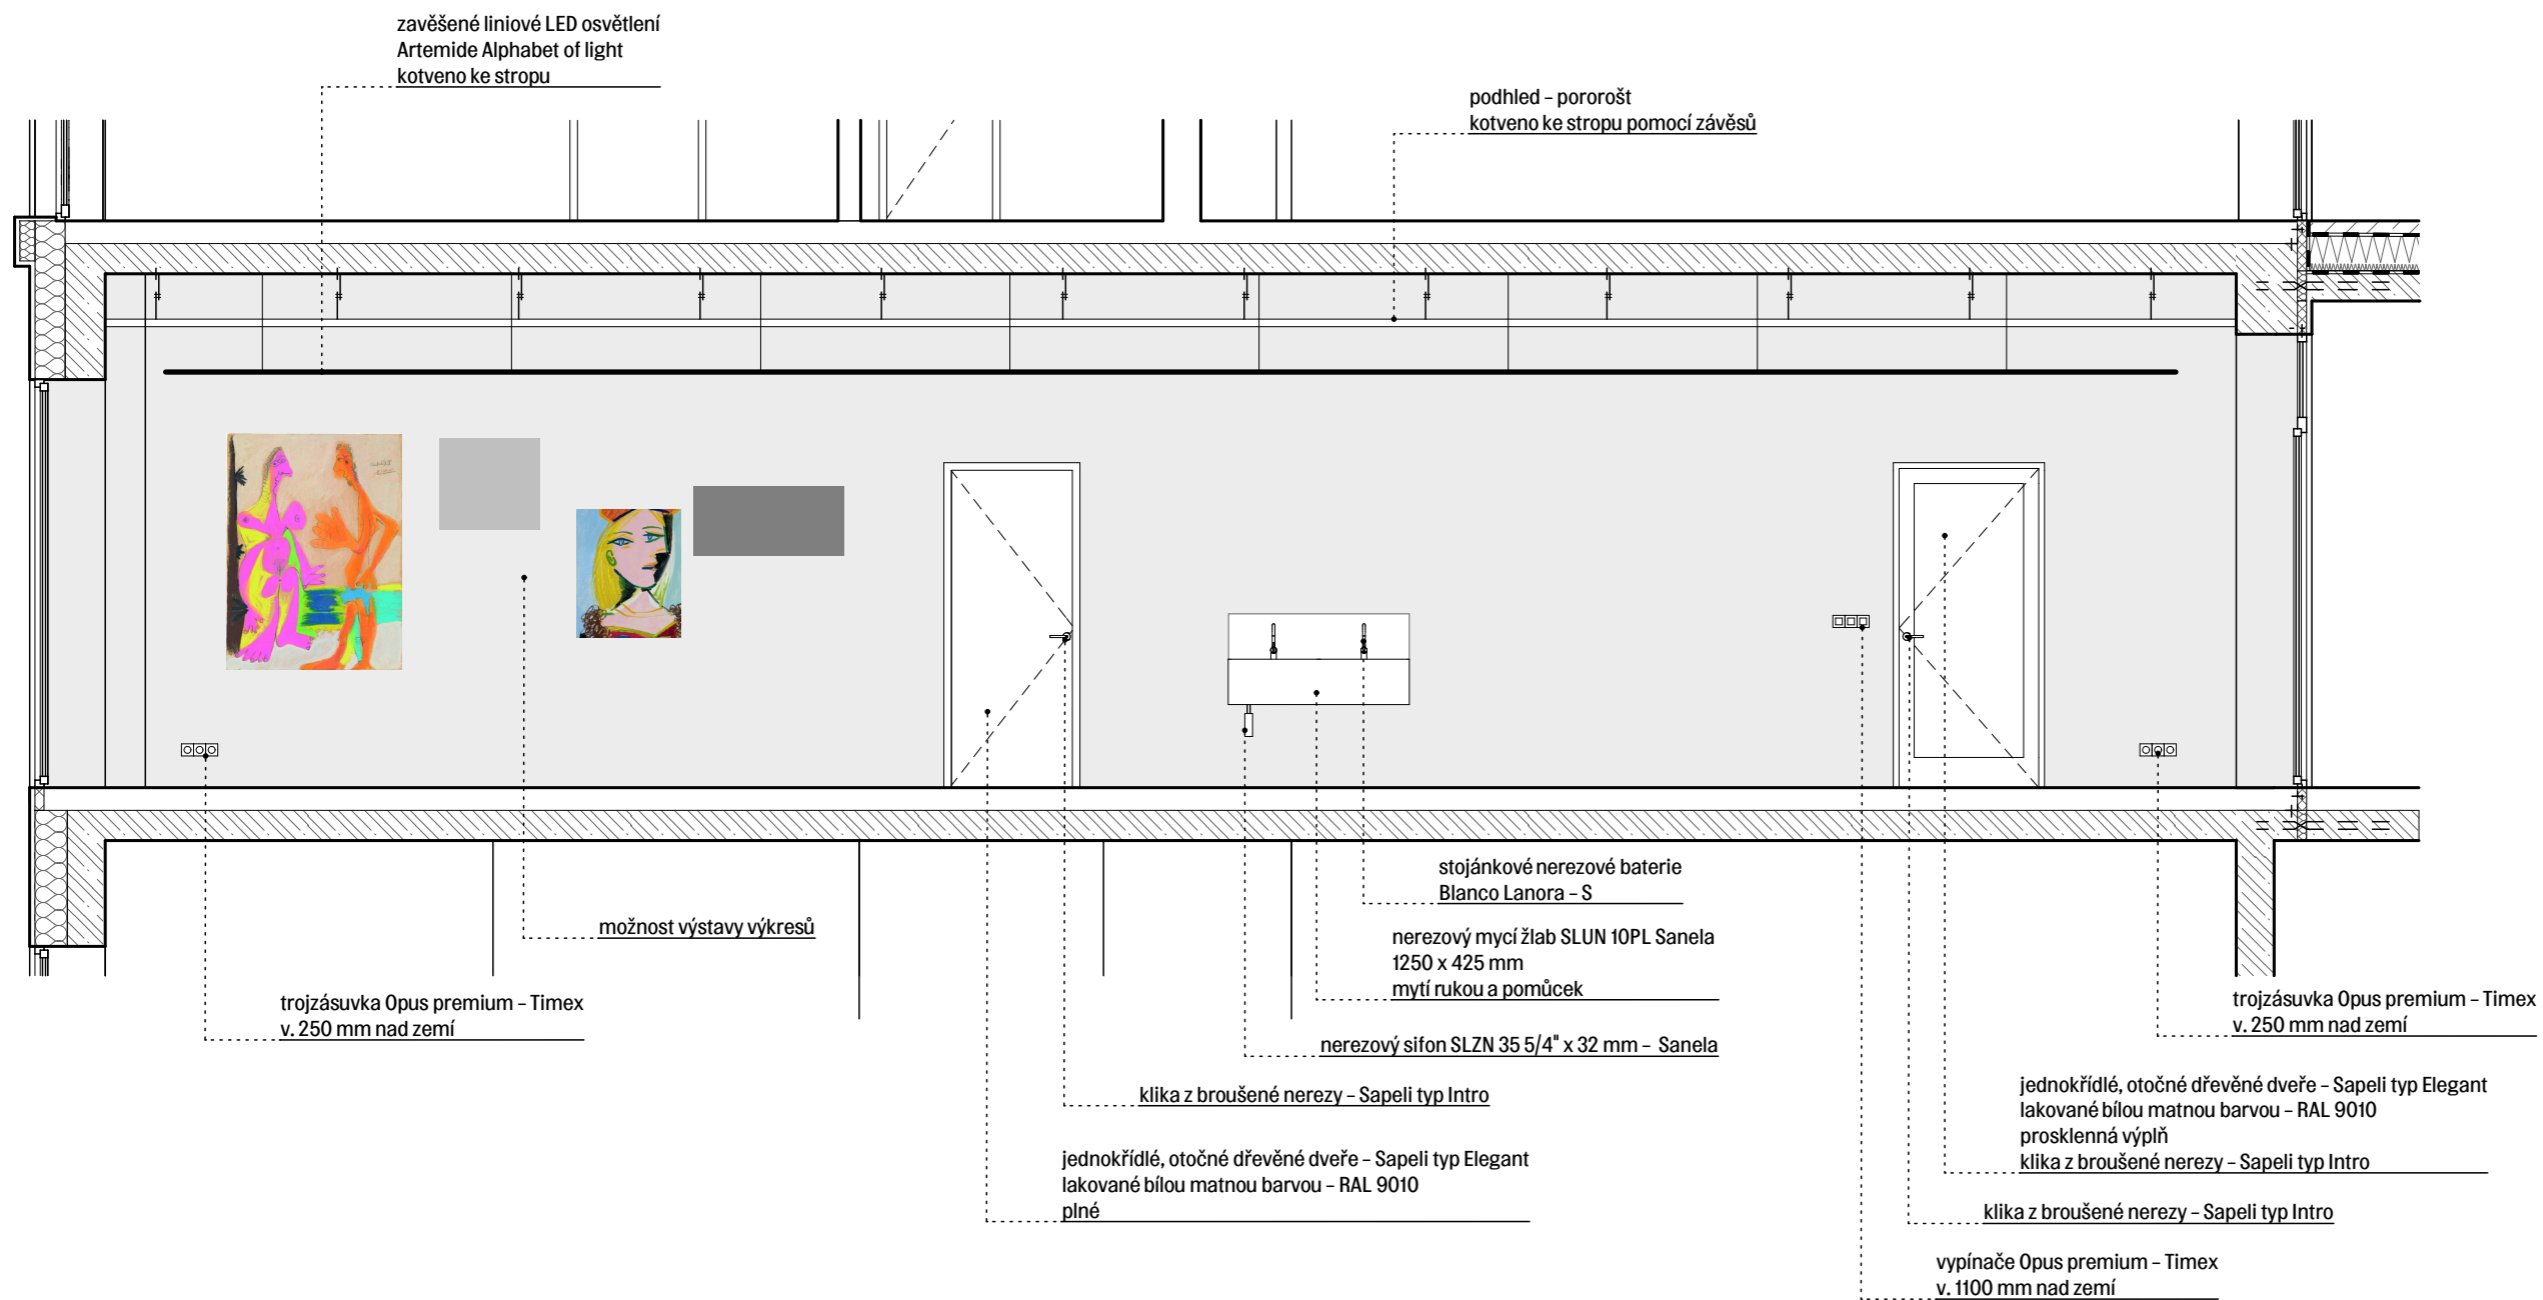 zavěšené liniové LED osvětlení
Artemide Alphabet of light
kotveno ke stropu
podhled – pororošt
kotveno ke stropu pomocí závěsů
stojánkové nerezové baterie
Blanco Lanora – S
možnost výstavy výkresů
nerezový mycí žlab SLUN 10PL Sanela
1250 x 425 mm
mytí rukou a pomůcek
trojzásuvka Opus premium – Timex
v. 250 mm nad zemí
trojzásuvka Opus premium – Timex
v. 250 mm nad zemí
nerezový sifon SLZN 35 5/4" x 32 mm – Sanela
klika z broušené nerezy – Sapeli typ Intro
jednokřídlé, otočné dřevěné dveře – Sapeli typ Elegant
lakované bílou matnou barvou – RAL 9010
prosklenná výplň
klika z broušené nerezy – Sapeli typ Intro
jednokřídlé, otočné dřevěné dveře – Sapeli typ Elegant
lakované bílou matnou barvou – RAL 9010
plné
klika z broušené nerezy – Sapeli typ Intro
vypínače Opus premium – Timex
v. 1100 mm nad zemí